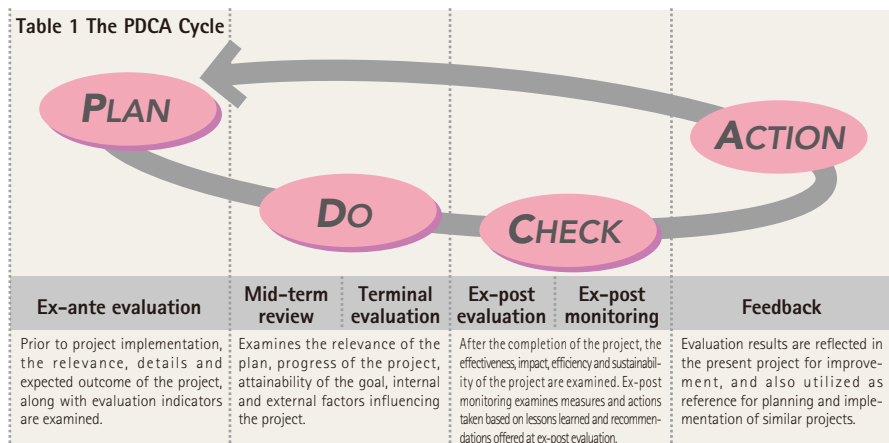 Table 1 The PDCA Cycle
PLAN
ACTION
DO
CHECK
Ex-ante evaluation
Mid-term
review
Terminal
evaluation
Ex-post
evaluation
Ex-post
monitoring
Feedback
Prior to project implementation,
the relevance, details and
expected outcome of the project,
along with evaluation indicators
are examined.
Examines the relevance of the
plan, progress of the project,
attainability of the goal, internal
and external factors influencing
the project.
After the completion of the project, the
effectiveness, impact, efficiency and sustainabil-
ity of the project are examined. Ex-post
monitoring examines measures and actions
taken based on lessons learned and recommen-
dations offered at ex-post evaluation.
Evaluation results are reflected in
the present project for improve-
ment, and also utilized as
reference for planning and imple-
mentation of similar projects.